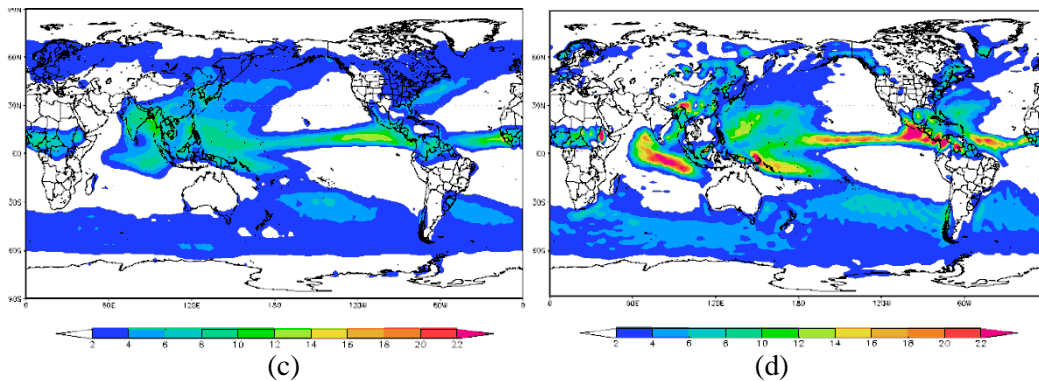 90N
60N 60N
30N 30N
EQ EQ
30S 30S
60S 60S
90S 90S
0 60E 120E 180 120W 60W 0 0 60E 120E 180 120W 60W
2 4 6 8 10 12 14 16 18 20 22 2 4 6 8 10 12 14 16 18 20 22
(c) (d)